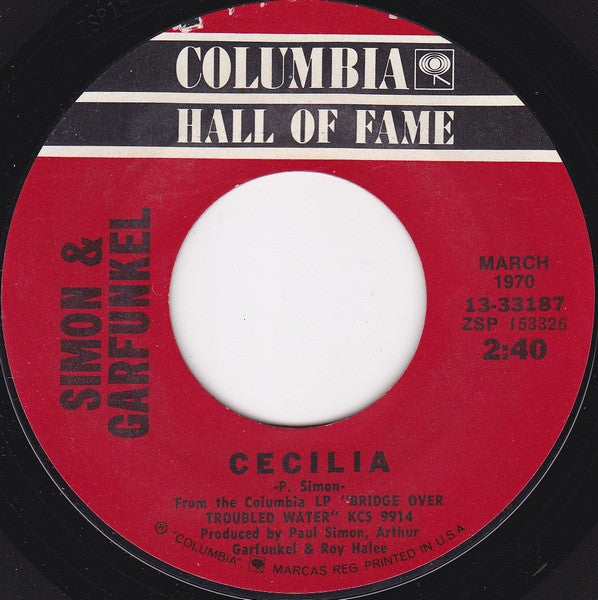 COLUMBIA
HALL OF FAME
SIMON &
GARFUNKEL
MARCH
1970
13-33187
ZSP 153326
2:40
CECILIA
-P. Simon-
From the Columbia LP "BRIDGE OVER
TROUBLED WATER" KCS 9914
Produced by Paul Simon, Arthur
Garfunkel & Roy Halee
® "COLUMBIA" MARCAS REG. PRINTED IN U.S.A.